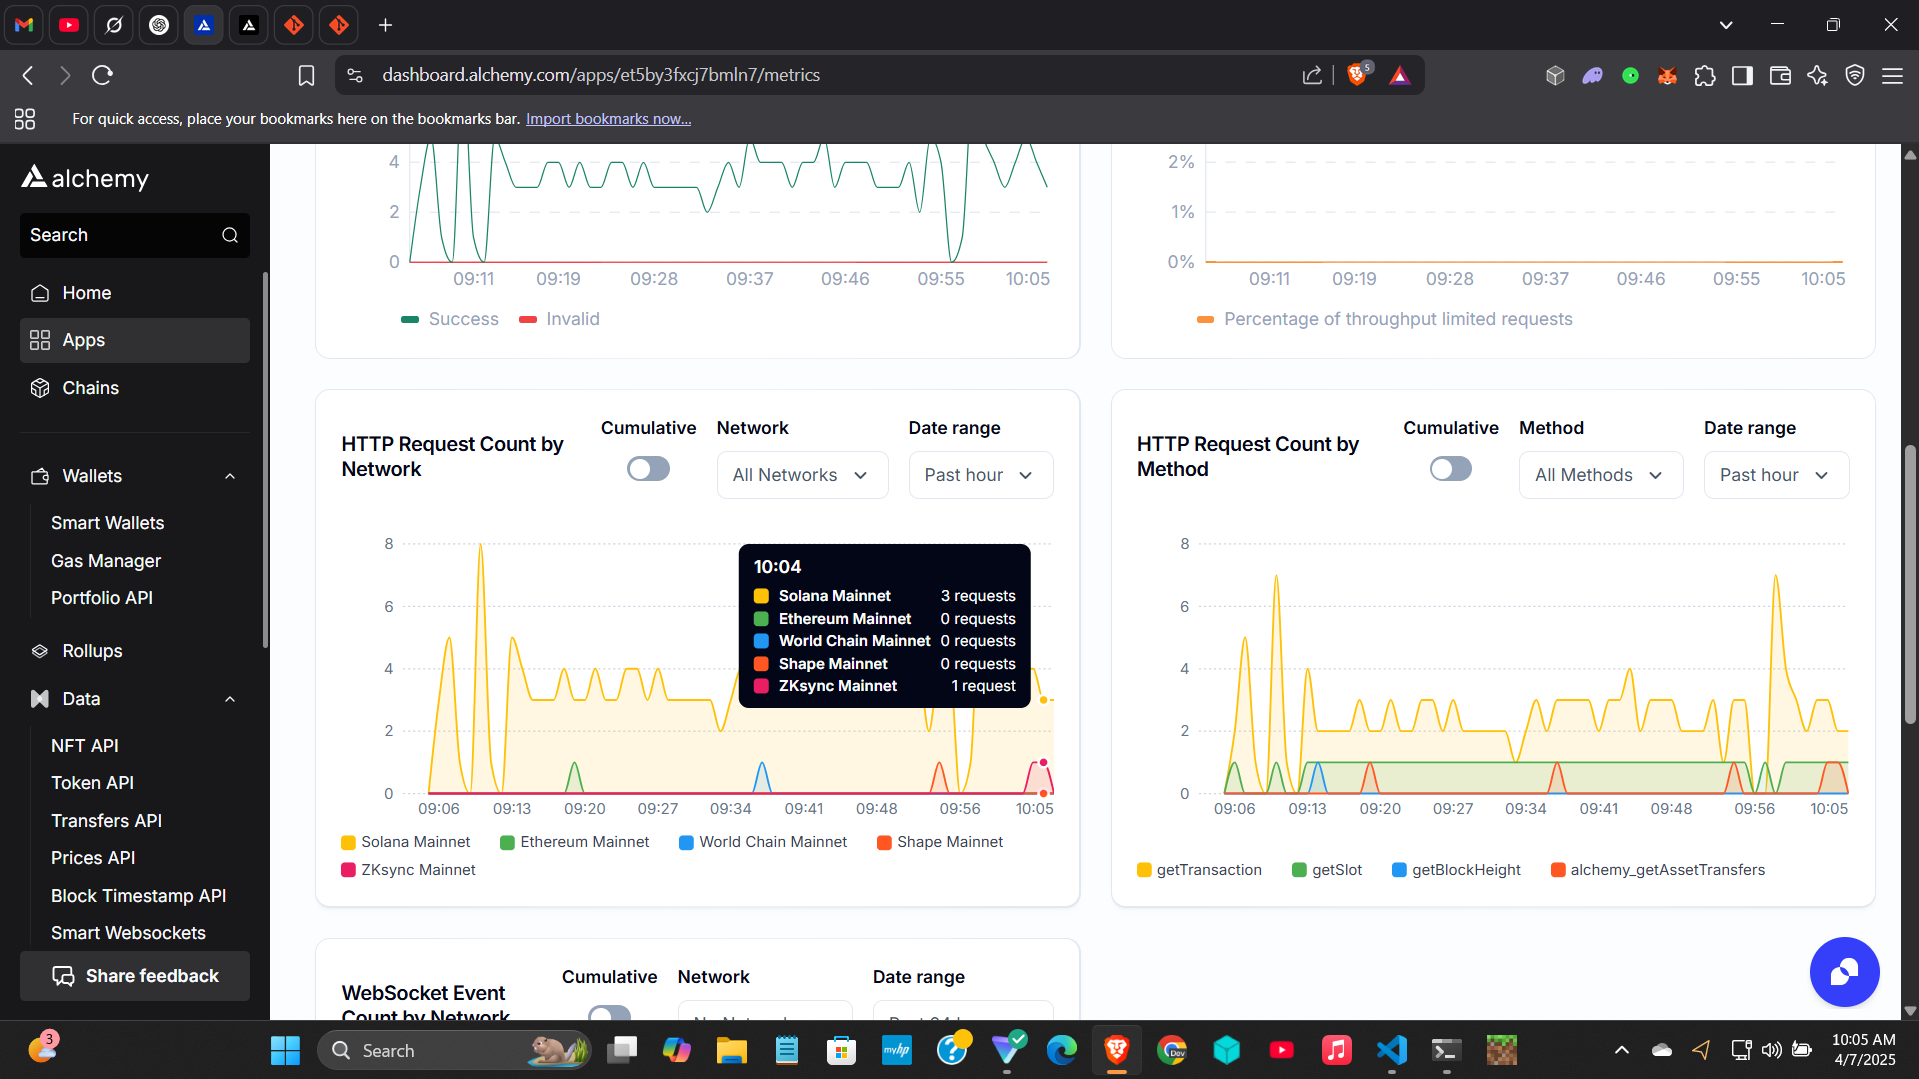 dashboard.alchemy.com/apps/et5by3fxcj7bmln7/metrics
5
For quick access, place your bookmarks here on the bookmarks bar. Import bookmarks now...
alchemy
Search
Home
Apps
Chains
Wallets
Smart Wallets
Gas Manager
Portfolio API
Rollups
Data
NFT API
Token API
Transfers API
Prices API
Block Timestamp API
Smart Websockets
Share feedback
4
2
0
09:11 09:19 09:28 09:37 09:46 09:55 10:05
Success Invalid
2%
1%
0%
09:11 09:19 09:28 09:37 09:46 09:55 10:05
Percentage of throughput limited requests
HTTP Request Count by
Network
Cumulative Network Date range
All Networks Past hour
8
6
4
2
0
10:04
Solana Mainnet 3 requests
Ethereum Mainnet 0 requests
World Chain Mainnet 0 requests
Shape Mainnet 0 requests
ZKsync Mainnet 1 request
09:06 09:13 09:20 09:27 09:34 09:41 09:48 09:56 10:05
Solana Mainnet Ethereum Mainnet World Chain Mainnet Shape Mainnet
ZKsync Mainnet
HTTP Request Count by
Method
Cumulative Method Date range
All Methods Past hour
8
6
4
2
0
09:06 09:13 09:20 09:27 09:34 09:41 09:48 09:56 10:05
getTransaction getSlot getBlockHeight alchemy_getAssetTransfers
WebSocket Event
Count by Network
Cumulative Network Date range
3
Search
myhp
Dev
10:05 AM
4/7/2025